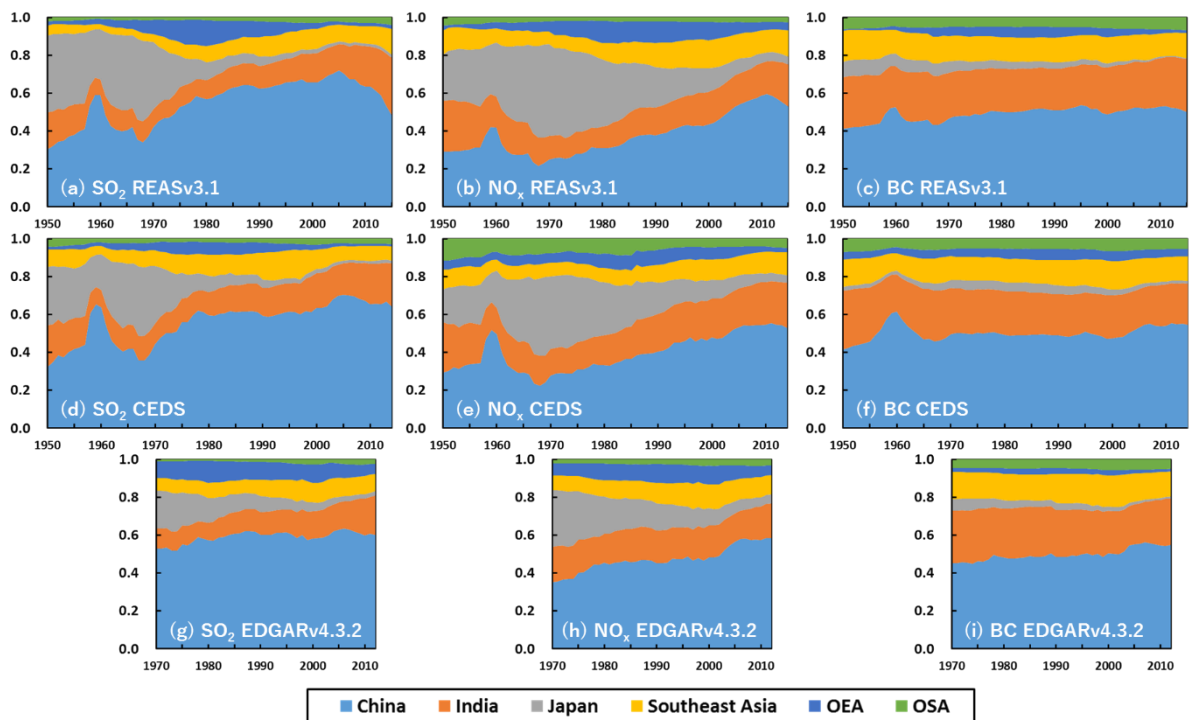 1.0 1.0 1.0
0.8 0.8 0.8
0.6 0.6 0.6
0.4 0.4 0.4
0.2 0.2 0.2
(a) SO2 REASv3.1 (b) NOx REASv3.1 (c) BC REASv3.1
0.0 0.0 0.0
1950 1960 1970 1980 1990 2000 2010 1950 1960 1970 1980 1990 2000 2010 1950 1960 1970 1980 1990 2000 2010
1.0 1.0 1.0
0.8 0.8 0.8
0.6 0.6 0.6
0.4 0.4 0.4
0.2 0.2 0.2
(d) SO2 CEDS (e) NOx CEDS (f) BC CEDS
0.0 0.0 0.0
1950 1960 1970 1980 1990 2000 2010 1950 1960 1970 1980 1990 2000 2010 1950 1960 1970 1980 1990 2000 2010
1.0 1.0 1.0
0.8 0.8 0.8
0.6 0.6 0.6
0.4 0.4 0.4
0.2 0.2 0.2
(g) SO2 EDGARv4.3.2 (h) NOx EDGARv4.3.2 (i) BC EDGARv4.3.2
0.0 0.0 0.0
1970 1980 1990 2000 2010 1970 1980 1990 2000 2010 1970 1980 1990 2000 2010
China India Japan Southeast Asia OEA OSA